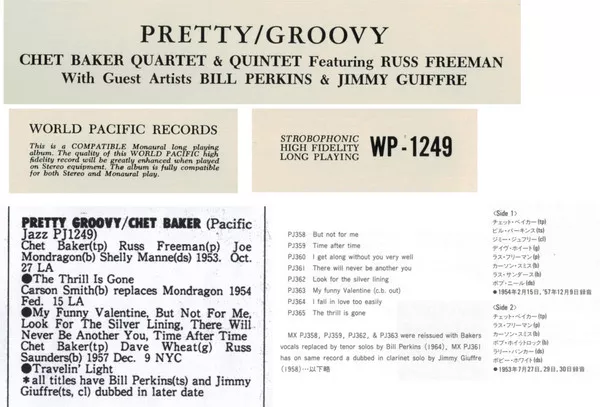 PRETTY/GROOVY
CHET BAKER QUARTET & QUINTET Featuring RUSS FREEMAN
With Guest Artists BILL PERKINS & JIMMY GUIFFRE
WORLD PACIFIC RECORDS
This is a COMPATIBLE Monaural long playing
album. The quality of this WORLD PACIFIC high
fidelity record will be greatly enhanced when played
on Stereo equipment. The album is fully compatible
for both Stereo and Monaural play.
STROBOPHONIC
HIGH FIDELITY
LONG PLAYING
WP-1249
PRETTY GROOVY/CHET BAKER (Pacific
Jazz PJ1249)
Chet Baker(tp) Russ Freeman(p) Joe
Mondragon(b) Shelly Manne(ds) 1953. Oct.
27 LA
●The Thrill Is Gone
Carson Smith(b) replaces Mondragon 1954
Fed. 15 LA
●My Funny Valentine, But Not For Me,
Look For The Silver Lining, There Will
Never Be Another You, Time After Time
Chet Baker(tp) Dave Wheat(g) Russ
Saunders(b) 1957 Dec. 9 NYC
●Travelin' Light
*all titles have Bill Perkins(ts) and Jimmy
Giuffre(ts, cl) dubbed in later date
PJ358 But not for me
PJ359 Time after time
PJ360 I get along without you very well
PJ361 There will never be another you
PJ362 Look for the silver lining
PJ363 My funny Valentine (c.b. out)
PJ364 I fall in love too easily
PJ365 The thrill is gone
MX PJ358, PJ359, PJ362, & PJ363 were reissued with Bakers
vocals replaced by tenor solos by Bill Perkins (1964), MX PJ361
has on same record a dubbed in clarinet solo by Jimmy Giuffre
(1958)…以下略
〈Side 1〉
チェット・ベイカー(tp)
ビル・パーキンス(ts)
ジミー・ジュフリー(cl)
デイヴ・ホィート(g)
ラス・フリーマン(p)
カーソン・スミス(b)
ラス・サンダース(b)
ボブ・ニール(ds)
●1954年2月15日、'57年12月9日録音
〈Side 2〉
チェット・ベイカー(tp)
ラス・フリーマン(p)
カーソン・スミス(b)
ボブ・ホイットロック(b)
ラリー・バンカー(ds)
ボビー・ホワイト(ds)
●1953年7月27日、29日、30日録音